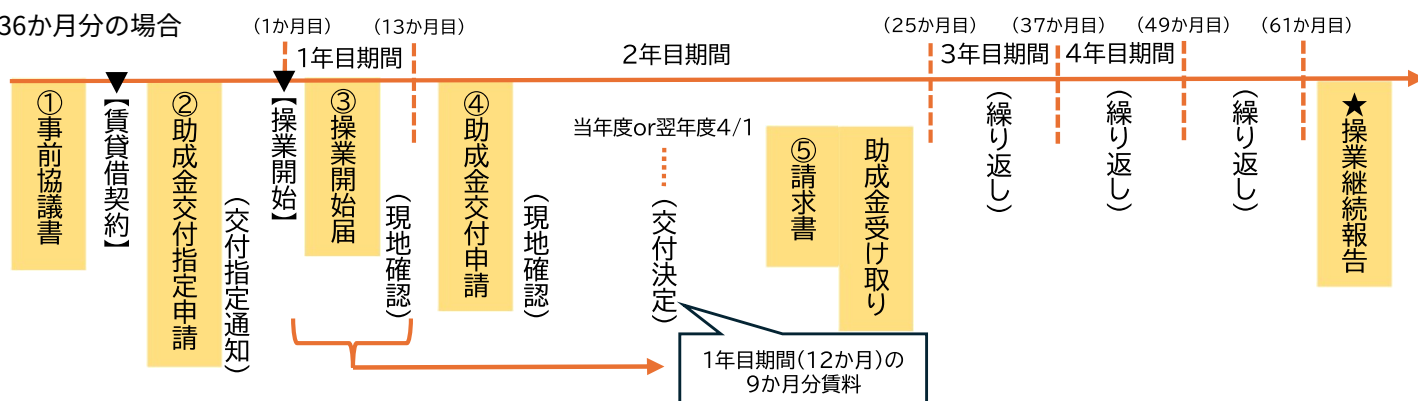 36か月分の場合
（1か月目）
（13か月目）
（25か月目）
（37か月目）
（49か月目）
（61か月目）
1年目期間
2年目期間
3年目期間
4年目期間
①事前協議書
【賃貸借契約】
②助成金交付指定申請
（交付指定通知）
【操業開始】
③操業開始届
（現地確認）
④助成金交付申請
（現地確認）
当年度or翌年度4/1
（交付決定）
⑤請求書
助成金受け取り
（繰り返し）
（繰り返し）
（繰り返し）
★操業継続報告
1年目期間（12か月）の
9か月分賃料